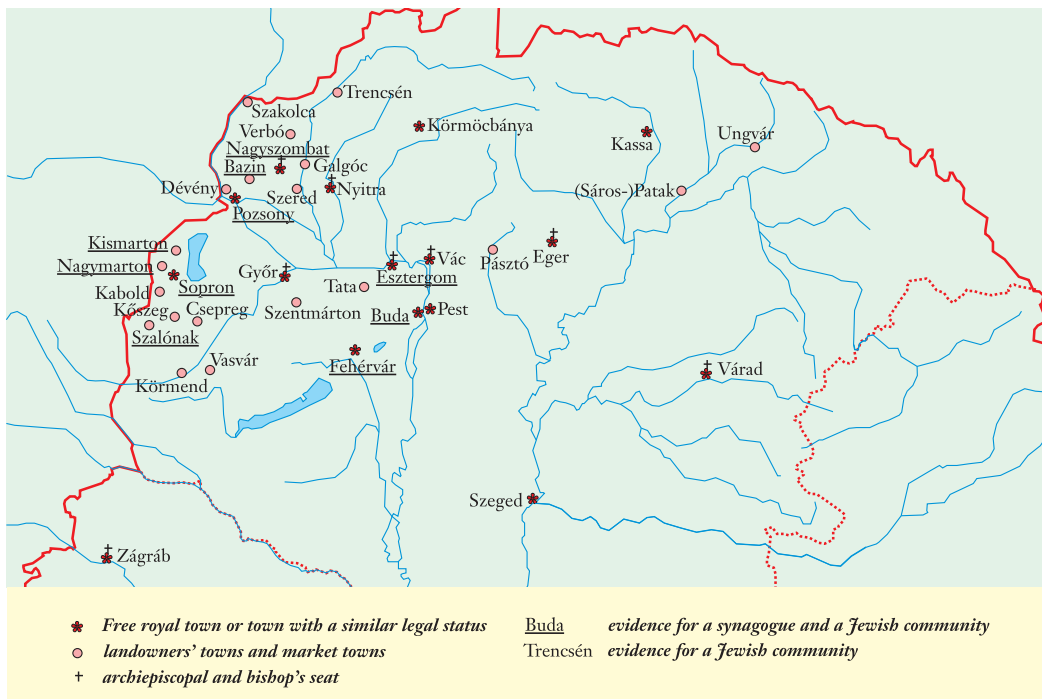 Trencsén
Szakolca
Verbó
Körmöcbánya
Kassa
Ungvár
Nagyszombat
Bazin
Galgóc
Dévény
Szered
Nyitra
(Sáros-)Patak
Pozsony
Kismarton
Nagymarton
Győr
Esztergom
Vác
Pásztó
Eger
Sopron
Kabold
Tata
Kőszeg
Csepreg
Szentmárton
Buda
Pest
Szalónak
Vasvár
Fehérvár
Várad
Körmend
Szeged
Zágráb
Free royal town or town with a similar legal status
landowners' towns and market towns
archiepiscopal and bishop's seat
Buda evidence for a synagogue and a Jewish community
Trencsén evidence for a Jewish community